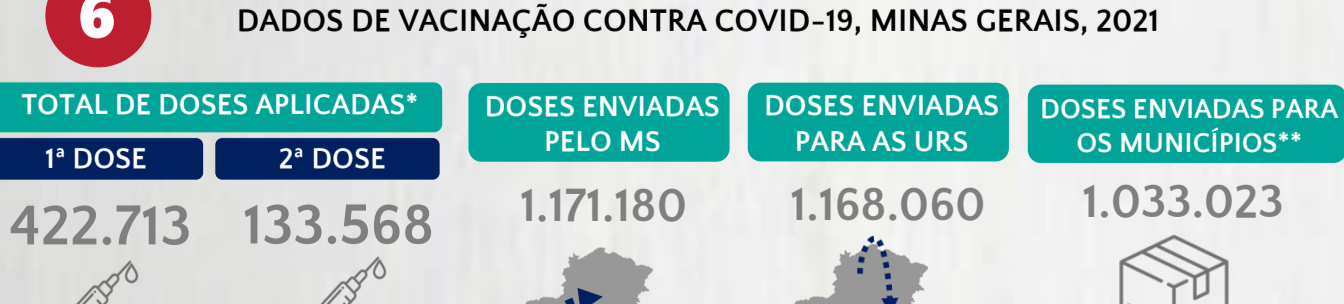 6
DADOS DE VACINAÇÃO CONTRA COVID-19, MINAS GERAIS, 2021
TOTAL DE DOSES APLICADAS*
1ª DOSE
2ª DOSE
422.713
133.568
DOSES ENVIADAS
PELO MS
1.171.180
DOSES ENVIADAS
PARA AS URS
1.168.060
DOSES ENVIADAS PARA
OS MUNICÍPIOS**
1.033.023